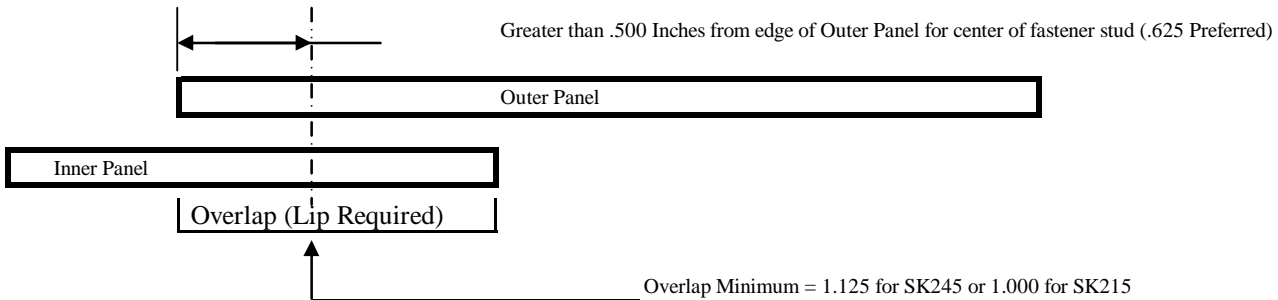 Greater than .500 Inches from edge of Outer Panel for center of fastener stud (.625 Preferred)
Outer Panel
Inner Panel
Overlap (Lip Required)
Overlap Minimum = 1.125 for SK245 or 1.000 for SK215